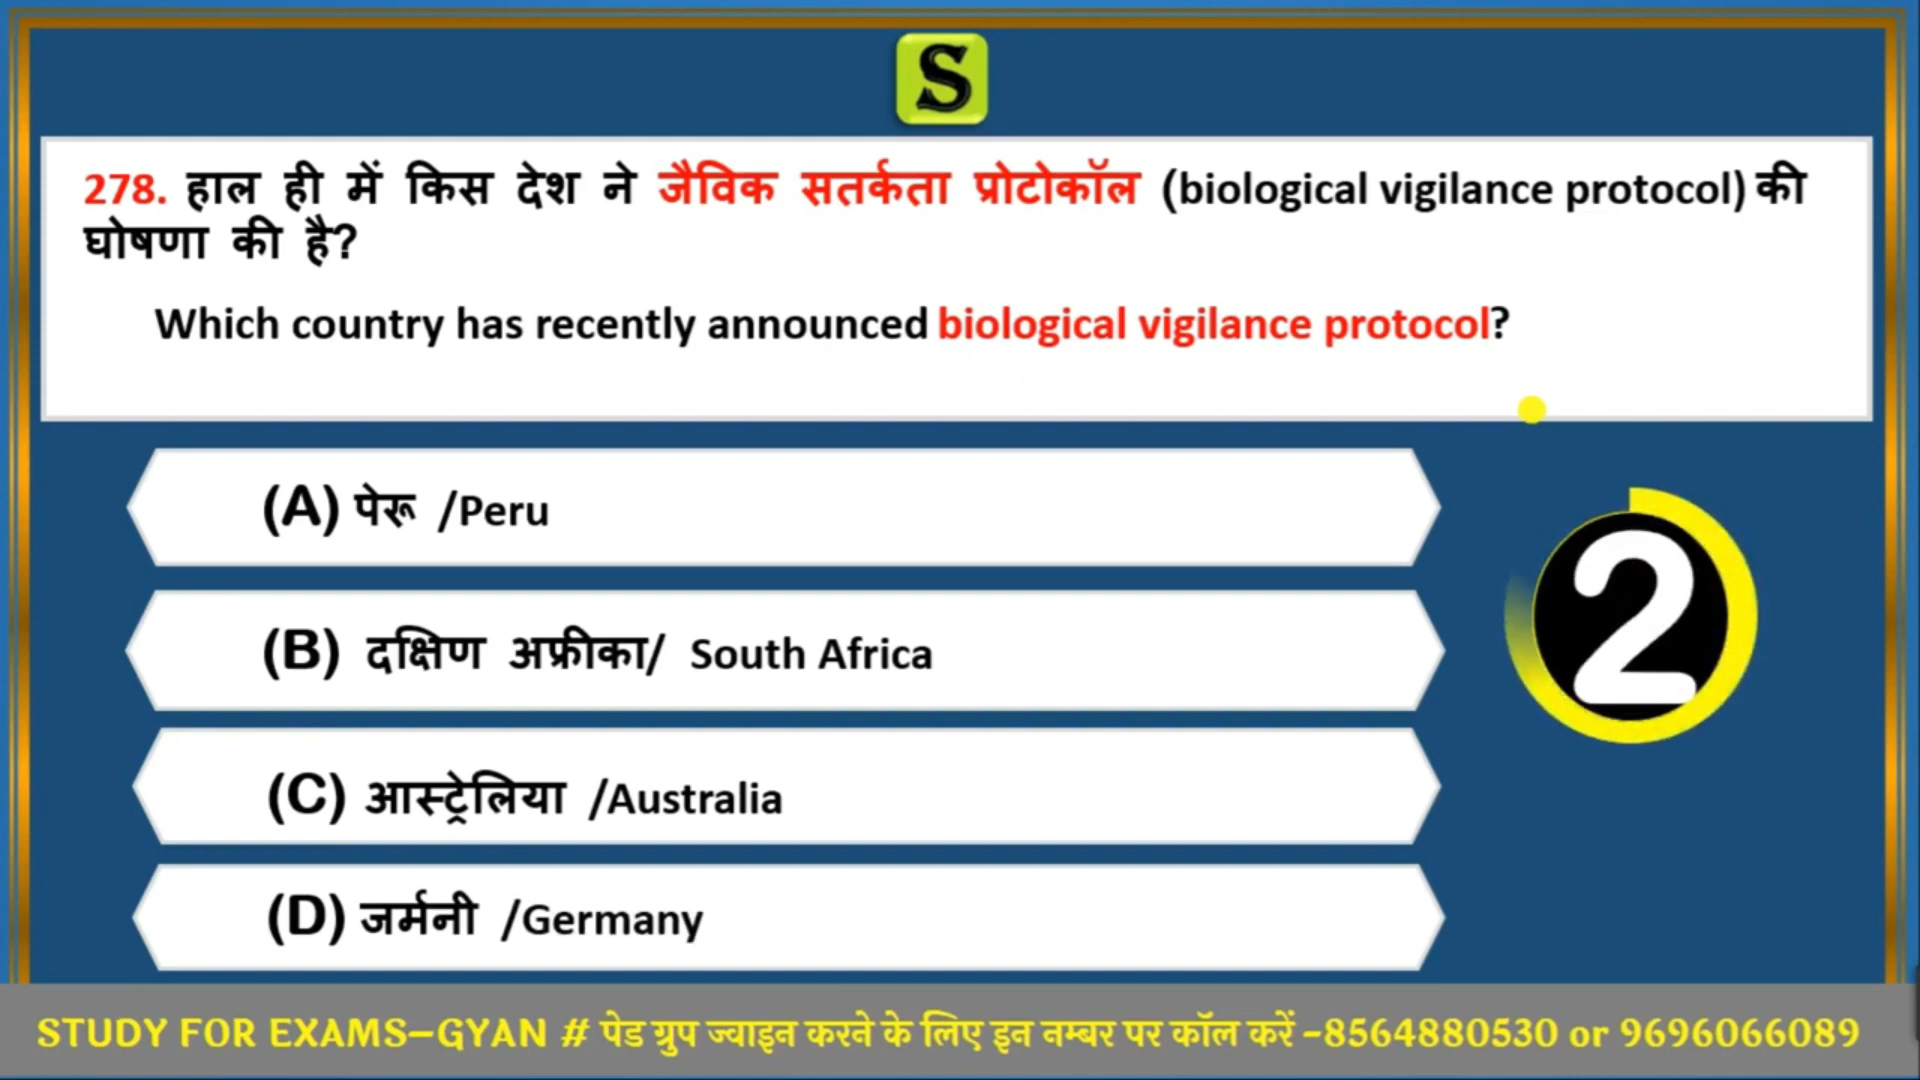 S
278. हाल ही में किस देश ने जैविक सतर्कता प्रोटोकॉल (biological vigilance protocol) की
घोषणा की है?
Which country has recently announced biological vigilance protocol?
(A) पेरू /Peru
(B) दक्षिण अफ्रीका/ South Africa
2
(C) आस्ट्रेलिया /Australia
(D) जर्मनी /Germany
STUDY FOR EXAMS–GYAN # पेड ग्रुप ज्वाइन करने के लिए इन नम्बर पर कॉल करें -8564880530 or 9696066089